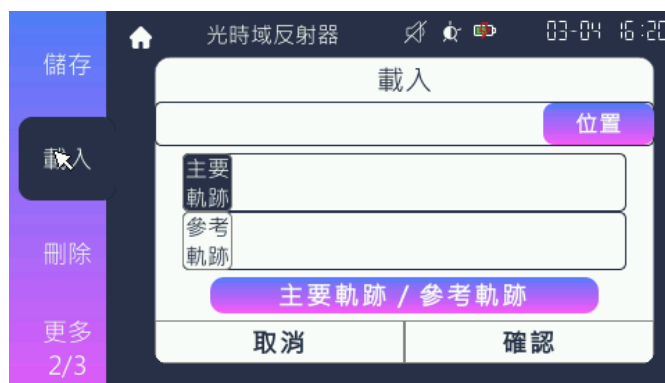 光時域反射器
03-04 16:20
儲存
載入
刪除
更多
2/3
載入
位置
主要
軌跡
參考
軌跡
主要軌跡 / 參考軌跡
取消
確認